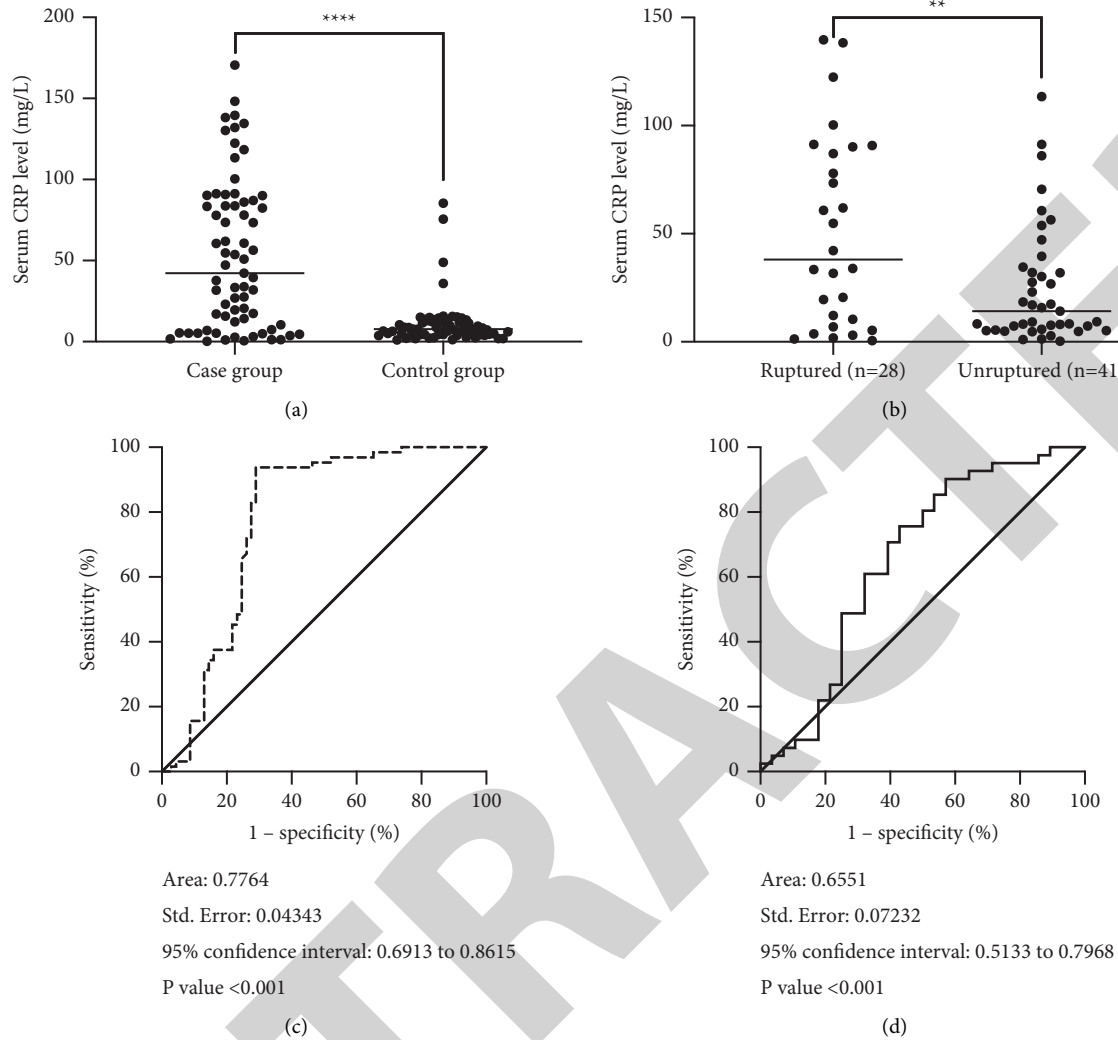 200
150
100
50
0
Serum CRP level (mg/L)
****
Case group
Control group
(a)
150
100
50
0
Serum CRP level (mg/L)
**
Ruptured (n=28)
Unruptured (n=41
(b)
100
80
60
40
20
0
Sensitivity (%)
0 20 40 60 80 100
1 – specificity (%)
Area: 0.7764
Std. Error: 0.04343
95% confidence interval: 0.6913 to 0.8615
P value <0.001
(c)
100
80
60
40
20
0
Sensitivity (%)
0 20 40 60 80 100
1 – specificity (%)
Area: 0.6551
Std. Error: 0.07232
95% confidence interval: 0.5133 to 0.7968
P value <0.001
(d)
TRACTE